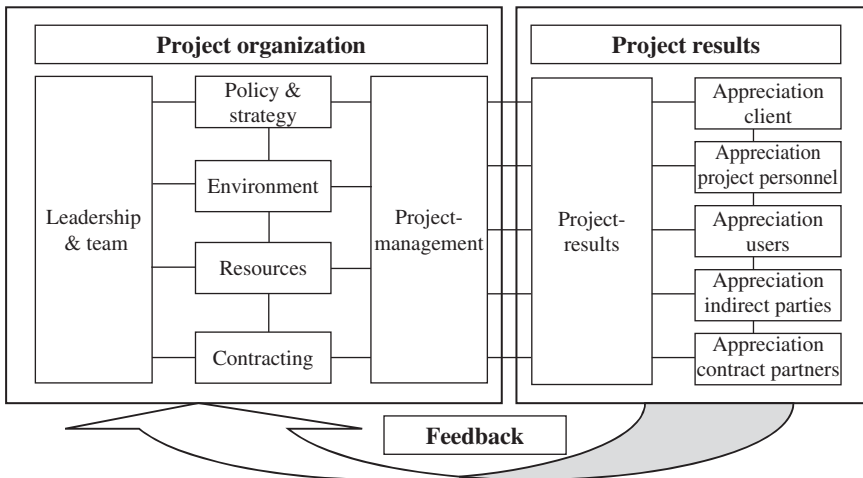 Project organization
Project results
Leadership
& team
Policy &
strategy
Environment
Resources
Contracting
Project-
management
Project-
results
Appreciation
client
Appreciation
project personnel
Appreciation
users
Appreciation
indirect parties
Appreciation
contract partners
Feedback